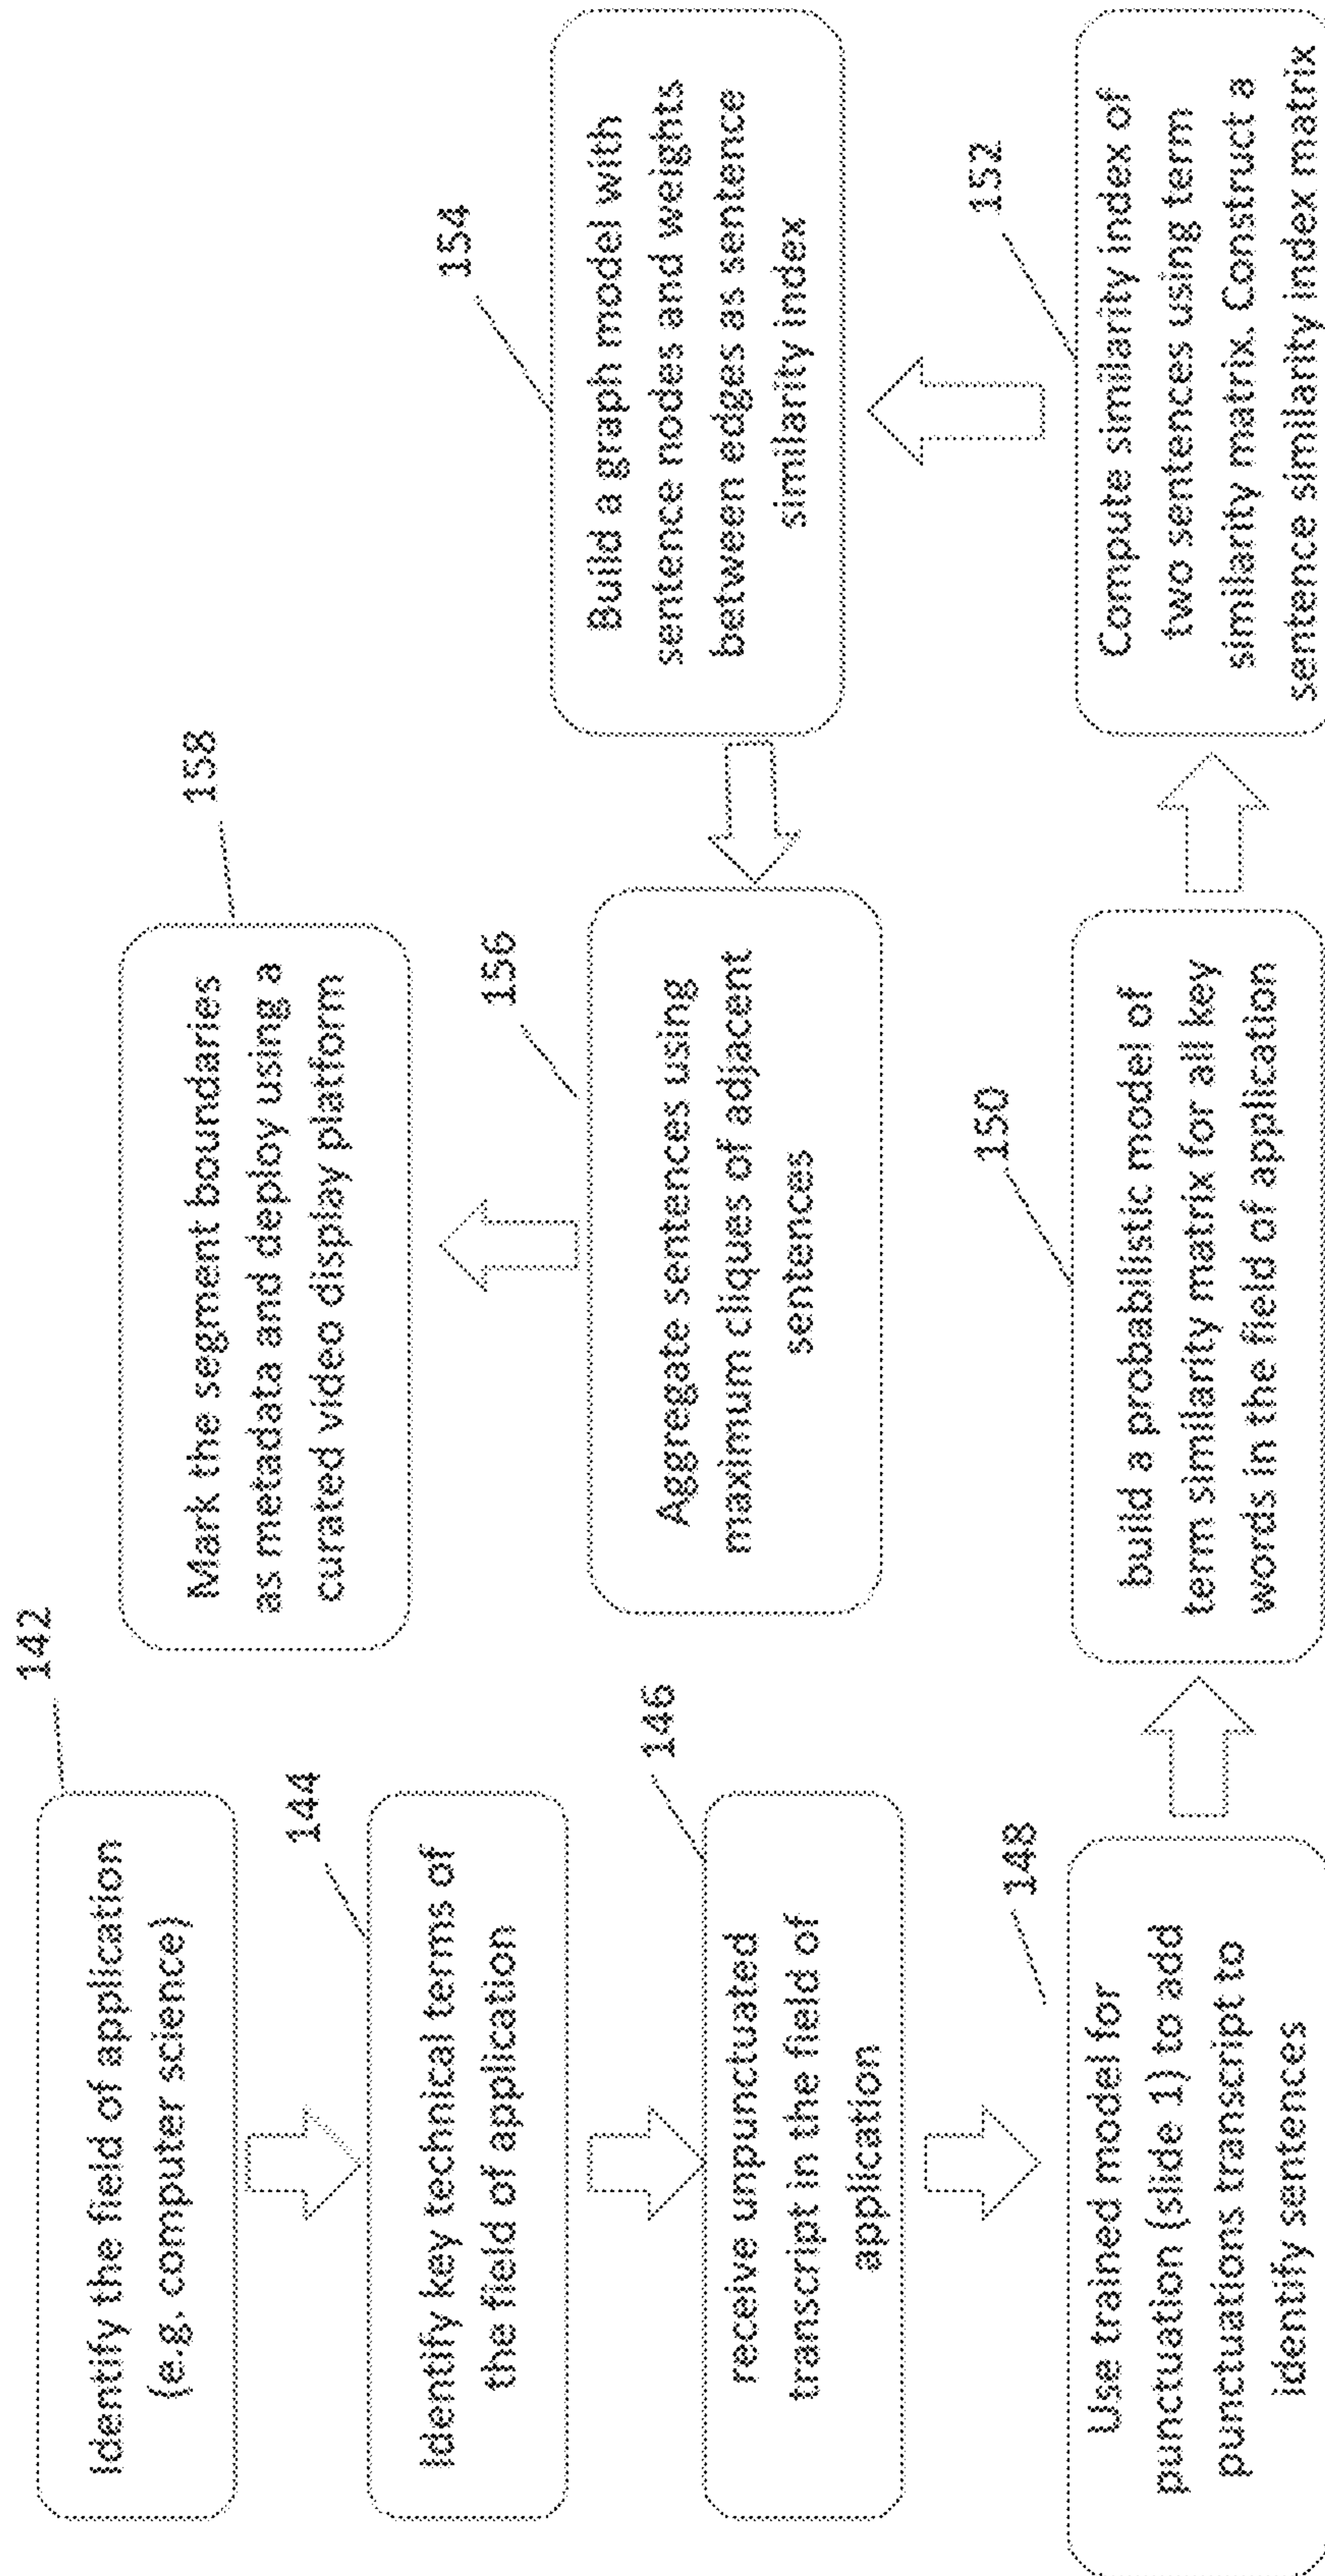 142
Identify the field of application
(e.g. computer science)
144
Identify key technical terms of
the field of application
146
receive unpunctuated
transcript in the field of
application
148
Use trained model for
punctuation (slide 1) to add
punctuations transcript to
identify sentences
150
build a probabilistic model of
term similarity matrix for all key
words in the field of application
152
Compute similarity index of
two sentences using term
similarity matrix. Construct a
sentence similarity index matrix
154
Build a graph model with
sentence nodes and weights
between edges as sentence
similarity index
156
Aggregate sentences using
maximum cliques of adjacent
sentences
158
Mark the segment boundaries
as metadata and deploy using a
curated video display platform